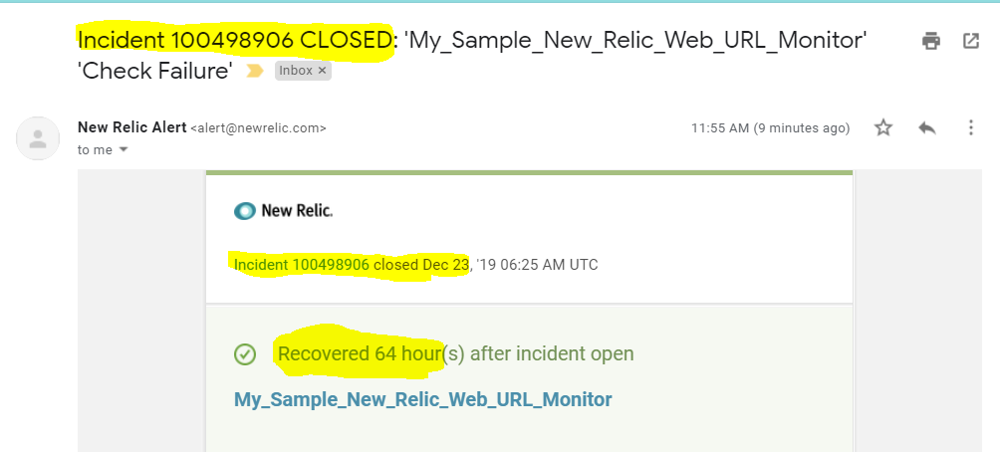 Incident 100498906 CLOSED: 'My_Sample_New_Relic_Web_URL_Monitor'
'Check Failure' Inbox ×
New Relic Alert <alert@newrelic.com> 11:55 AM (9 minutes ago)
to me
New Relic.
Incident 100498906 closed Dec 23, '19 06:25 AM UTC
Recovered 64 hour(s) after incident open
My_Sample_New_Relic_Web_URL_Monitor